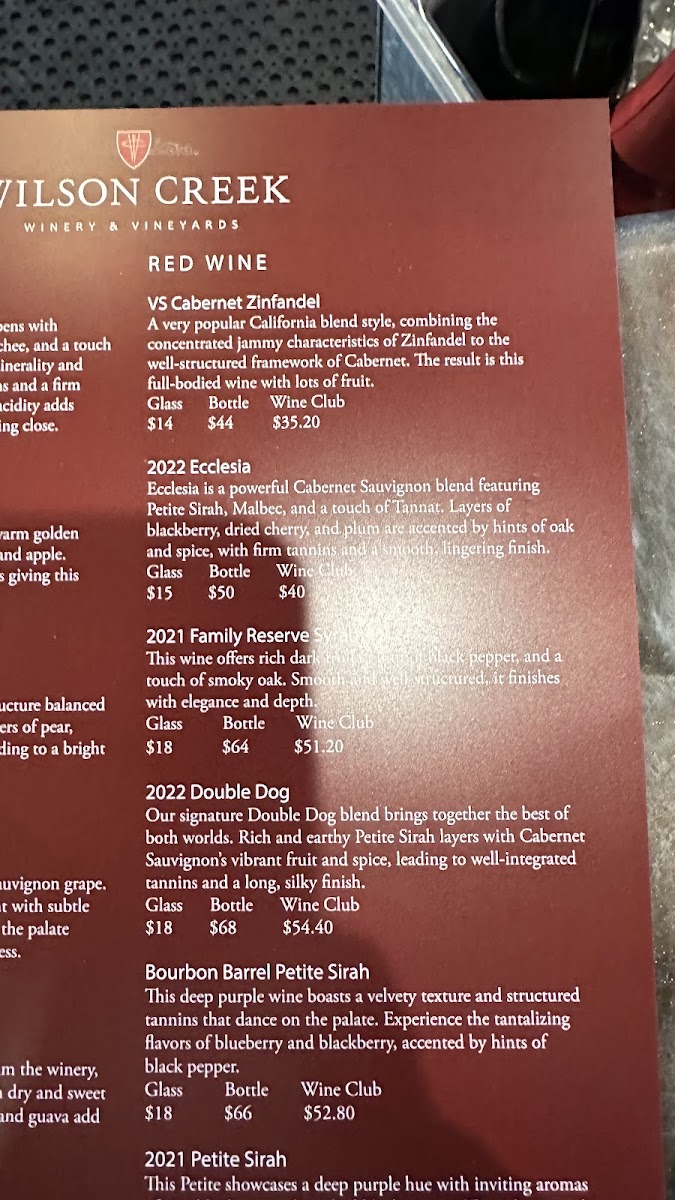 WILSON CREEK
WINERY & VINEYARDS
chee, and a touch
and a firm
ing close.
and apple.
giving this
balanced
of pear,
to a bright
grape.
with subtle
the palate
the winery,
dry and sweet
and guava add
RED WINE
VS Cabernet Zinfandel
A very popular California blend style, combining the
concentrated jammy characteristics of Zinfandel to the
well-structured framework of Cabernet. The result is this
full-bodied wine with lots of fruit.
Glass Bottle Wine Club
$14 $44 $35.20
2022 Ecclesia
Ecclesia is a powerful Cabernet Sauvignon blend featuring
Petite Sirah, Malbec, and a touch of Tannat. Layers of
blackberry, dried cherry, and plum are accented by hints of oak
and spice, with firm tannins and a smooth, lingering finish.
Glass Bottle Wine Club
$15 $50 $40
2021 Family Reserve Syrah
This wine offers rich dark black pepper, and a
touch of smoky oak. Smooth and well-structured, it finishes
with elegance and depth.
Glass Bottle Wine Club
$18 $64 $51.20
2022 Double Dog
Our signature Double Dog blend brings together the best of
both worlds. Rich and earthy Petite Sirah layers with Cabernet
Sauvignon's vibrant fruit and spice, leading to well-integrated
tannins and a long, silky finish.
Glass Bottle Wine Club
$18 $68 $54.40
Bourbon Barrel Petite Sirah
This deep purple wine boasts a velvety texture and structured
tannins that dance on the palate. Experience the tantalizing
flavors of blueberry and blackberry, accented by hints of
black pepper.
Glass Bottle Wine Club
$18 $66 $52.80
2021 Petite Sirah
This Petite showcases a deep purple hue with inviting aromas